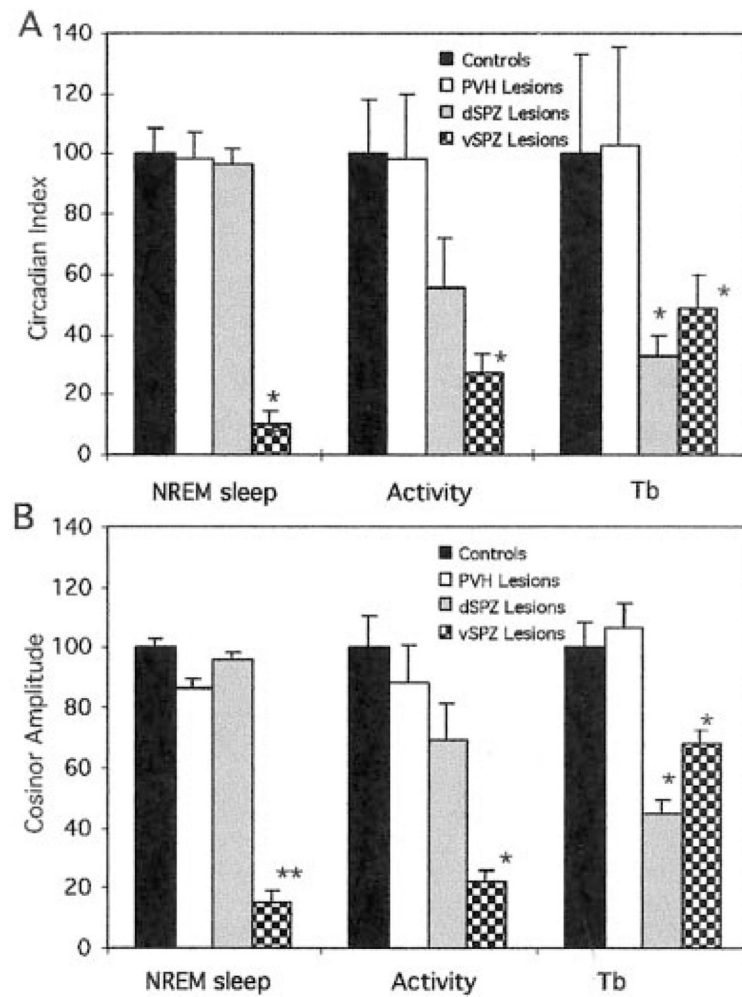 A
140
120
100
80
60
40
20
0
Circadian Index
Controls
PVH Lesions
dSPZ Lesions
vSPZ Lesions
*
*
*
*
NREM sleep Activity Tb
B
140
120
100
80
60
40
20
0
Cosinor Amplitude
Controls
PVH Lesions
dSPZ Lesions
vSPZ Lesions
**
*
*
*
NREM sleep Activity Tb